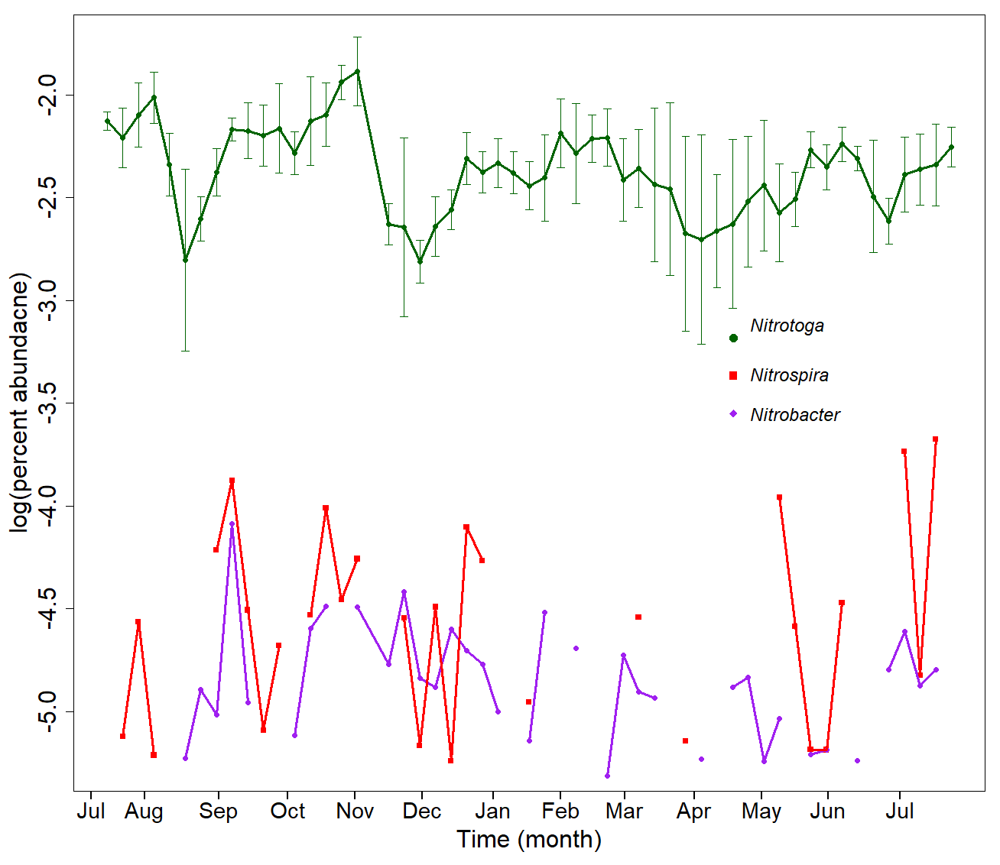 -2.0
-2.5
-3.0
-3.5
-4.0
-4.5
-5.0
log(percent abundacne)
Nitrotoga
Nitrospira
Nitrobacter
Jul Aug Sep Oct Nov Dec Jan Feb Mar Apr May Jun Jul
Time (month)